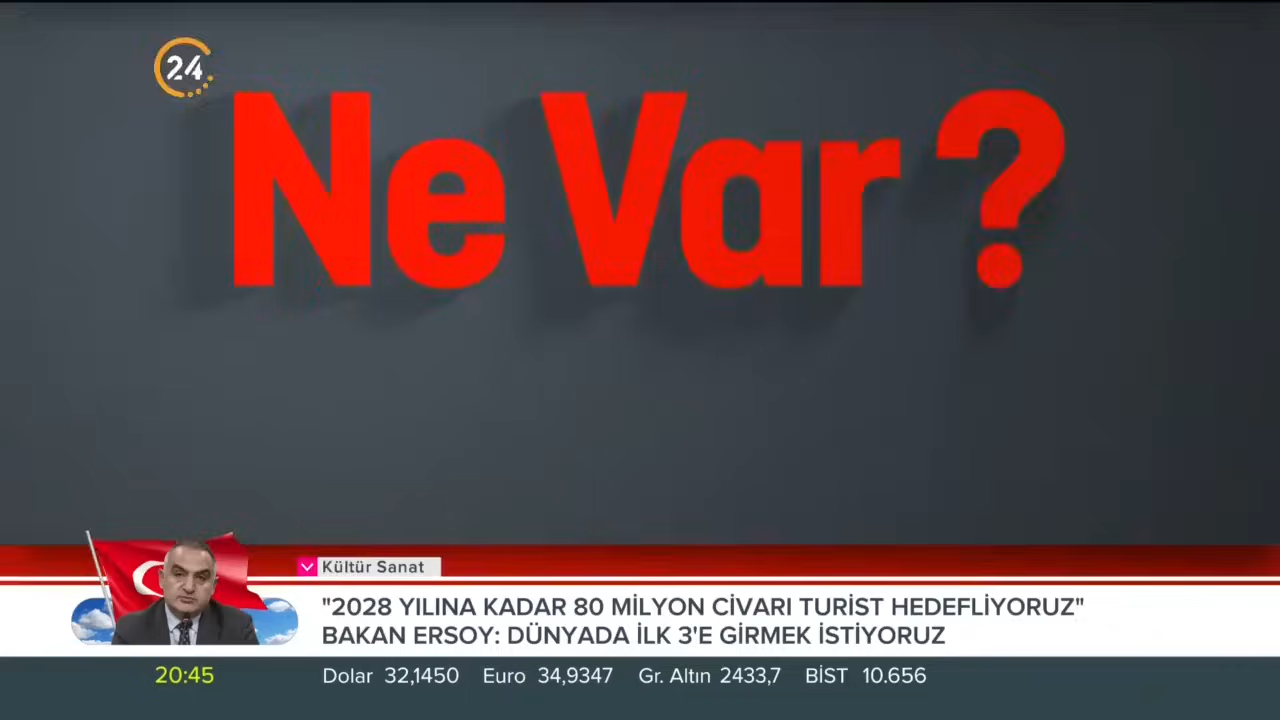 24
Ne Var ?
Kültür Sanat
"2028 YILINA KADAR 80 MİLYON CİVARI TURİST HEDEFLİYORUZ"
BAKAN ERSOY: DÜNYADA İLK 3'E GİRMEK İSTİYORUZ
20:45 Dolar 32,1450 Euro 34,9347 Gr. Altın 2433,7 BİST 10.656